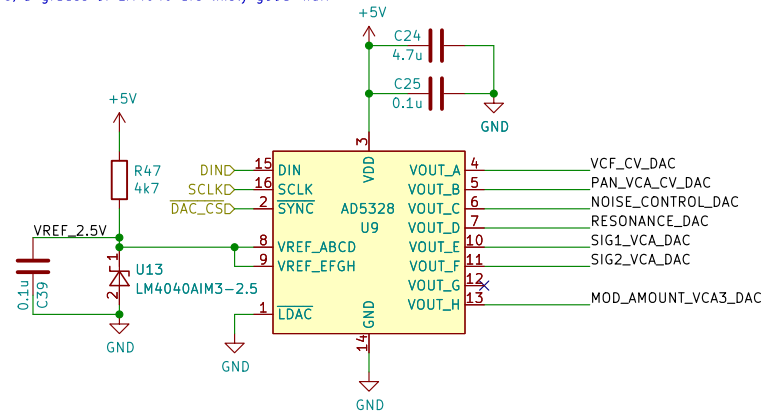 +5V
C24
4.7u
C25
0.1u
GND
+5V
R47
4k7
VREF_2.5V
1
2
U13
LM4040AIM3-2.5
0.1u
C39
GND
DIN
SCLK
DAC_CS
15 DIN
16 SCLK
2 SYNC
8 VREF_ABCD
9 VREF_EFGH
1 LDAC
GND
3
VDD
AD5328
U9
GND
14
GND
VOUT_A 4 VCF_CV_DAC
VOUT_B 5 PAN_VCA_CV_DAC
VOUT_C 6 NOISE_CONTROL_DAC
VOUT_D 7 RESONANCE_DAC
VOUT_E 10 SIG1_VCA_DAC
VOUT_F 11 SIG2_VCA_DAC
VOUT_G 12
VOUT_H 13 MOD_AMOUNT_VCA3_DAC